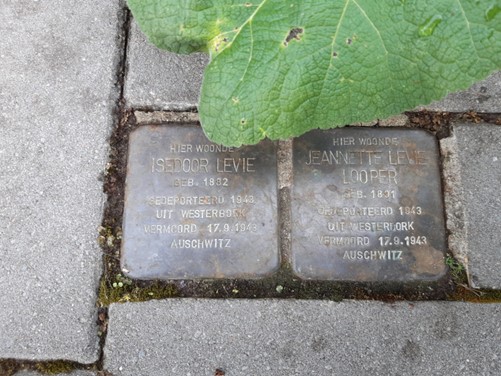 HIER WOONDE
ISEDOOR LEVIE
GEB. 1882
GEDEPORTEERD 1943
UIT WESTERBORK
VERMOORD 17.9.1943
AUSCHWITZ
HIER WOONDE
JEANNETTE LEVIE
LOOPER
GEB. 1881
GEDEPORTEERD 1943
UIT WESTERBORK
VERMOORD 17.9.1943
AUSCHWITZ